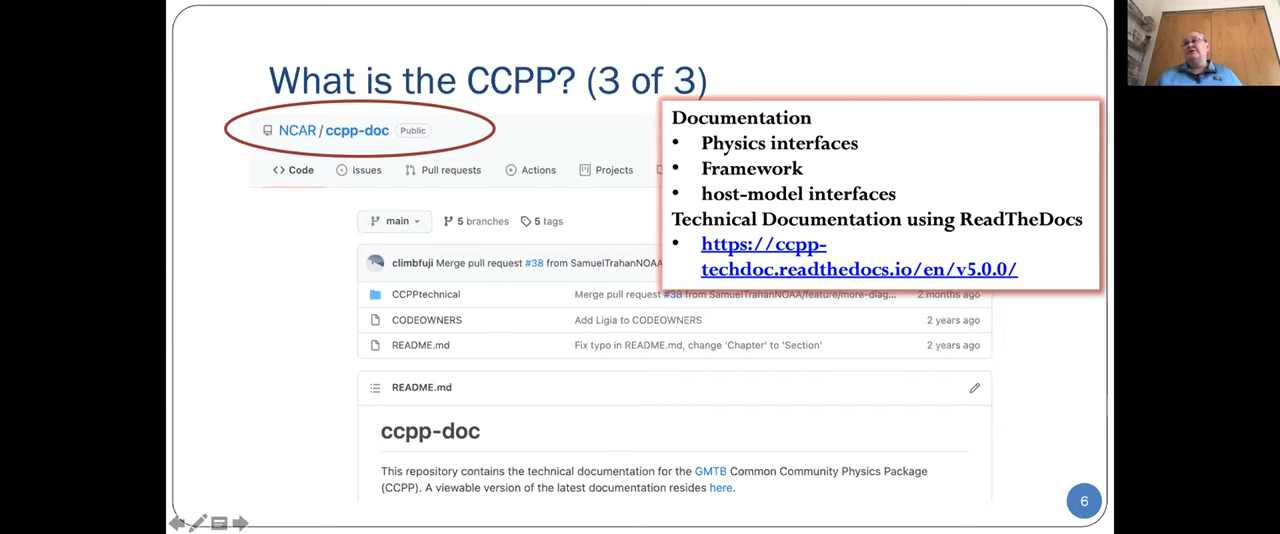 What is the CCPP? (3 of 3)
NCAR / ccpp-doc Public
<> Code Issues Pull requests Actions Projects
Documentation
• Physics interfaces
• Framework
• host-model interfaces
Technical Documentation using ReadTheDocs
• https://ccpp-
techdoc.readthedocs.io/en/v5.0.0/
main 5 branches 5 tags
climbfuji Merge pull request #38 from SamuelTrahanNOA
CCPPtechnical Merge pull request #38 from SamuelTrahanNOAA/feature/more-diag... 2 months ago
CODEOWNERS Add Ligia to CODEOWNERS 2 years ago
README.md Fix typo in README.md, change 'Chapter' to 'Section' 2 years ago
README.md
ccpp-doc
This repository contains the technical documentation for the GMTB Common Community Physics Package
(CCPP). A viewable version of the latest documentation resides here.
6